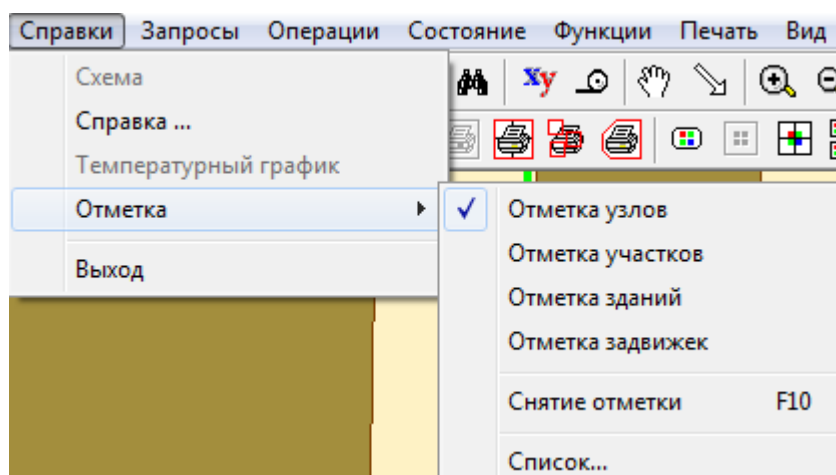 Справки Запросы Операции Состояние Функции Печать Вид
Схема
xy
Справка ...
Температурный график
Отметка
Отметка узлов
Отметка участков
Выход
Отметка зданий
Отметка задвижек
Снятие отметки F10
Список...